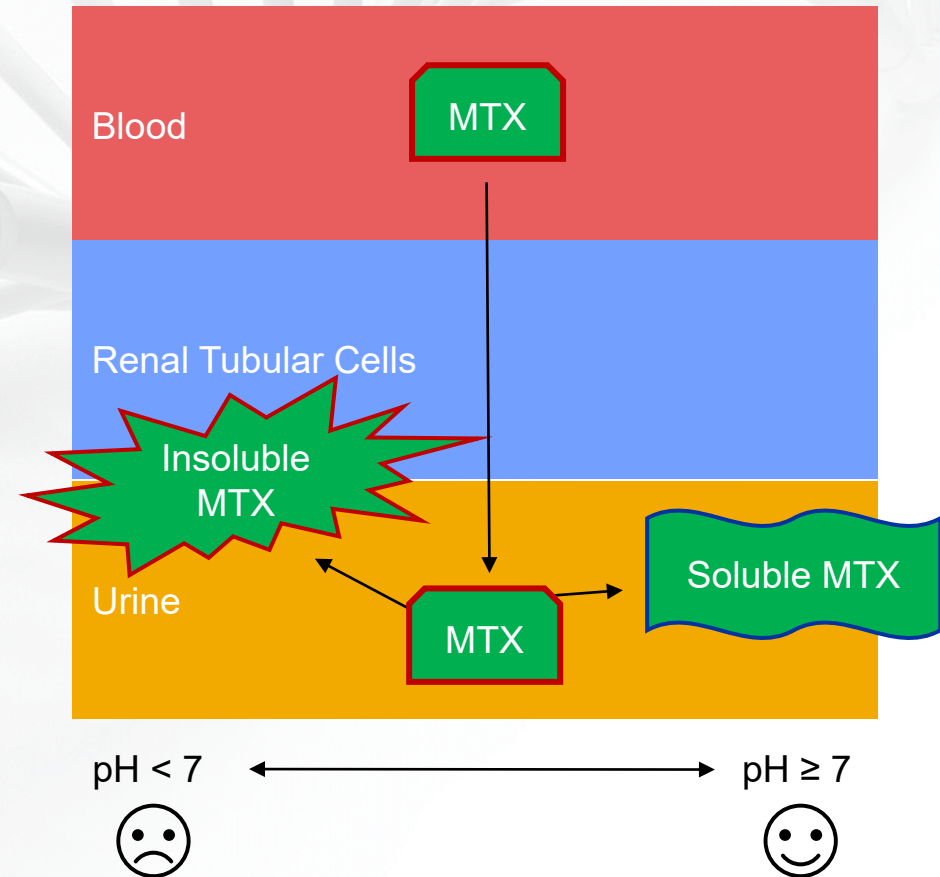 Blood
MTX
Renal Tubular Cells
Insoluble
MTX
Soluble MTX
Urine
MTX
pH < 7
pH ≥ 7